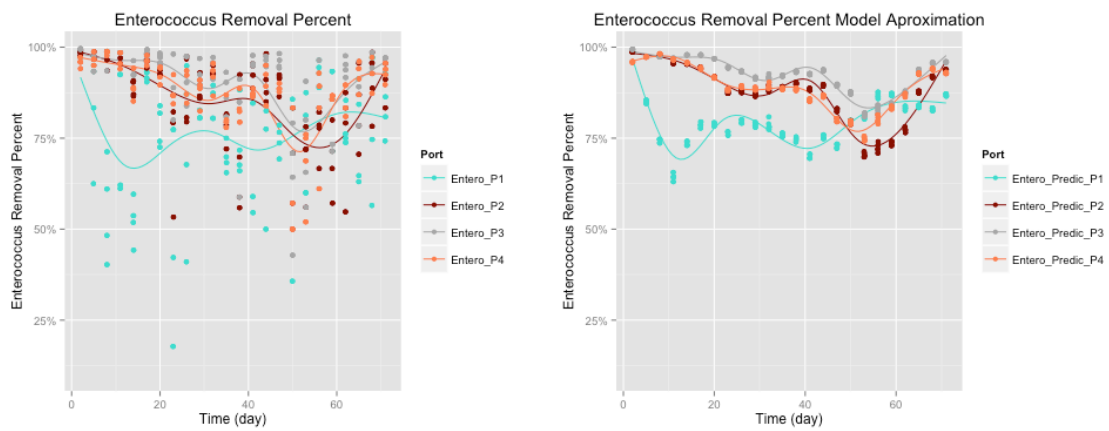 Enterococcus Removal Percent
100%
75%
50%
25%
Enterococcus Removal Percent
0
20
40
60
Time (day)
Port
Entero_P1
Entero_P2
Entero_P3
Entero_P4
Enterococcus Removal Percent Model Aproximation
100%
75%
50%
25%
Enterococcus Removal Percent
0
20
40
60
Time (day)
Port
Entero_Predic_P1
Entero_Predic_P2
Entero_Predic_P3
Entero_Predic_P4